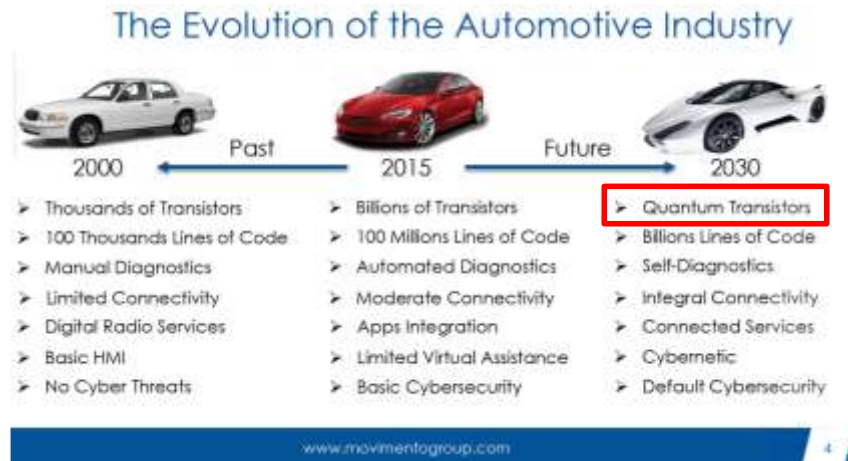 The Evolution of the Automotive Industry
Past
Future
2000
2015
2030
➢ Thousands of Transistors
➢ 100 Thousands Lines of Code
➢ Manual Diagnostics
➢ Limited Connectivity
➢ Digital Radio Services
➢ Basic HMI
➢ No Cyber Threats
➢ Billions of Transistors
➢ 100 Millions Lines of Code
➢ Automated Diagnostics
➢ Moderate Connectivity
➢ Apps Integration
➢ Limited Virtual Assistance
➢ Basic Cybersecurity
➢ Quantum Transistors
➢ Billions Lines of Code
➢ Self-Diagnostics
➢ Integral Connectivity
➢ Connected Services
➢ Cybernetic
➢ Default Cybersecurity
www.movimentogroup.com
4